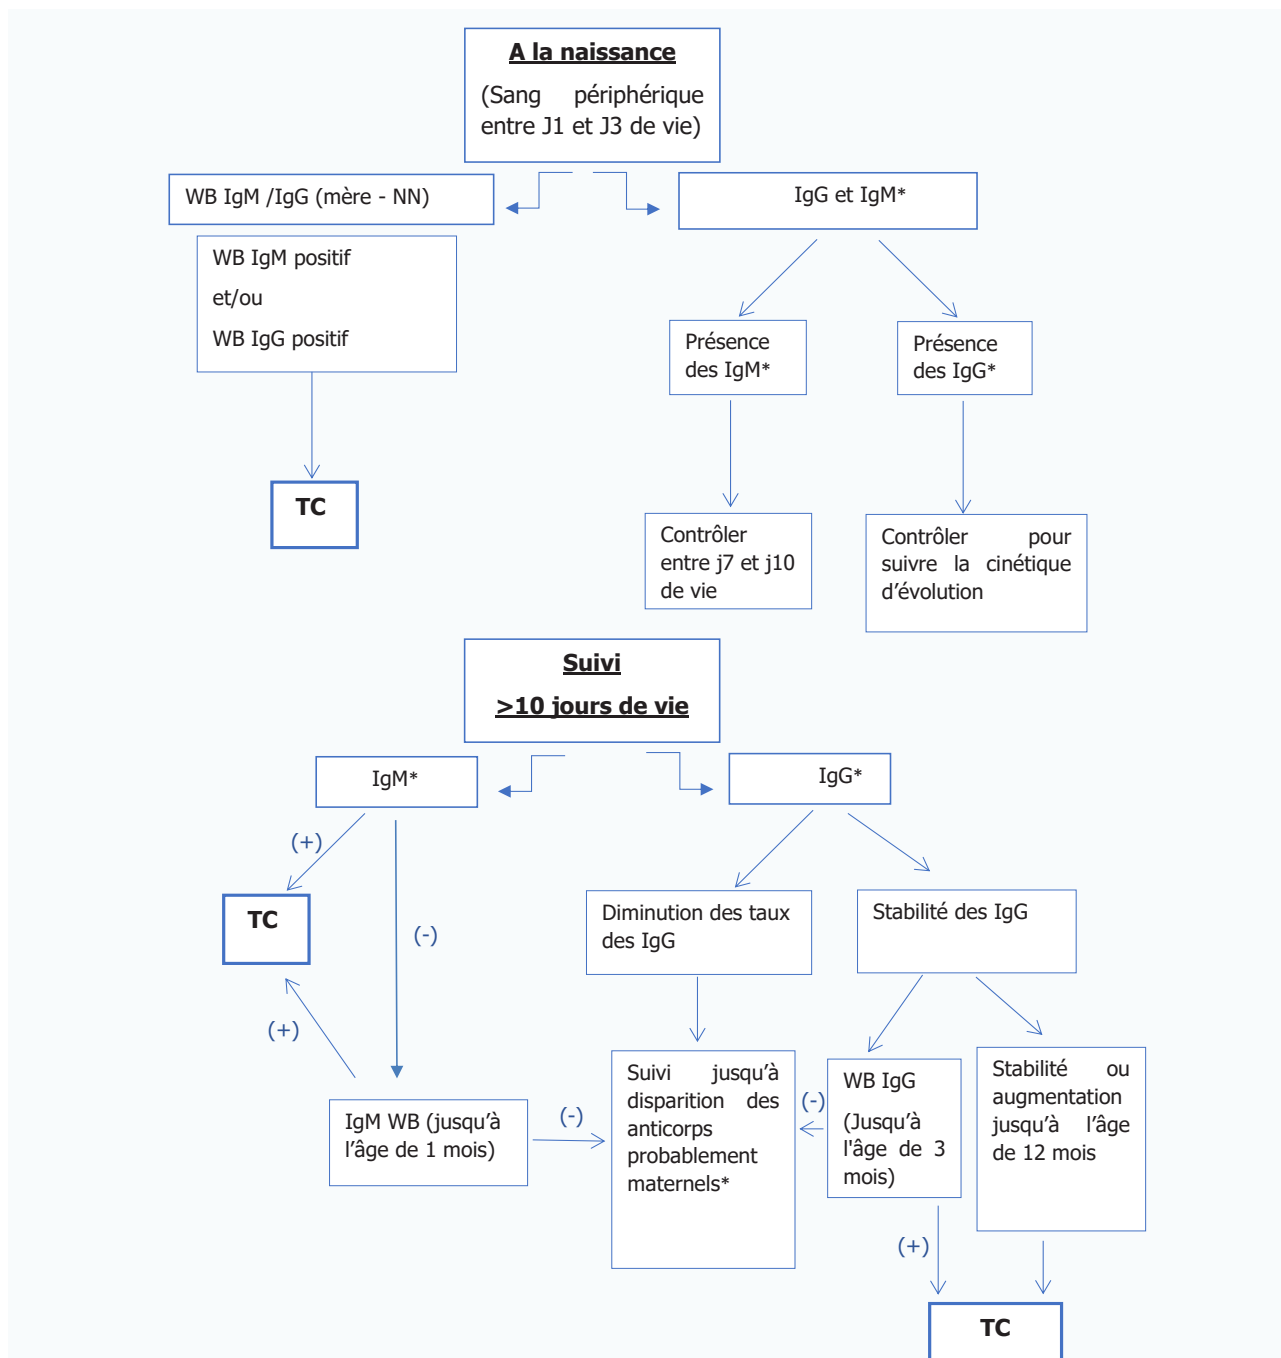 A la naissance
(Sang périphérique
entre J1 et J3 de vie)
WB IgM /IgG (mère - NN)
IgG et IgM*
WB IgM positif
et/ou
WB IgG positif
Présence
des IgM*
Présence
des IgG*
TC
Contrôler
entre j7 et j10
de vie
Contrôler pour
suivre la cinétique
d'évolution
Suivi
>10 jours de vie
IgM*
IgG*
(+)
TC
(-)
Diminution des taux
des IgG
Stabilité des IgG
(+)
IgM WB (jusqu'à
l'âge de 1 mois)
(-)
Suivi jusqu'à
disparition des
anticorps
probablement
maternels*
(-)
WB IgG
(Jusqu'à
l'âge de 3
mois)
Stabilité ou
augmentation
jusqu'à l'âge
de 12 mois
(+)
TC